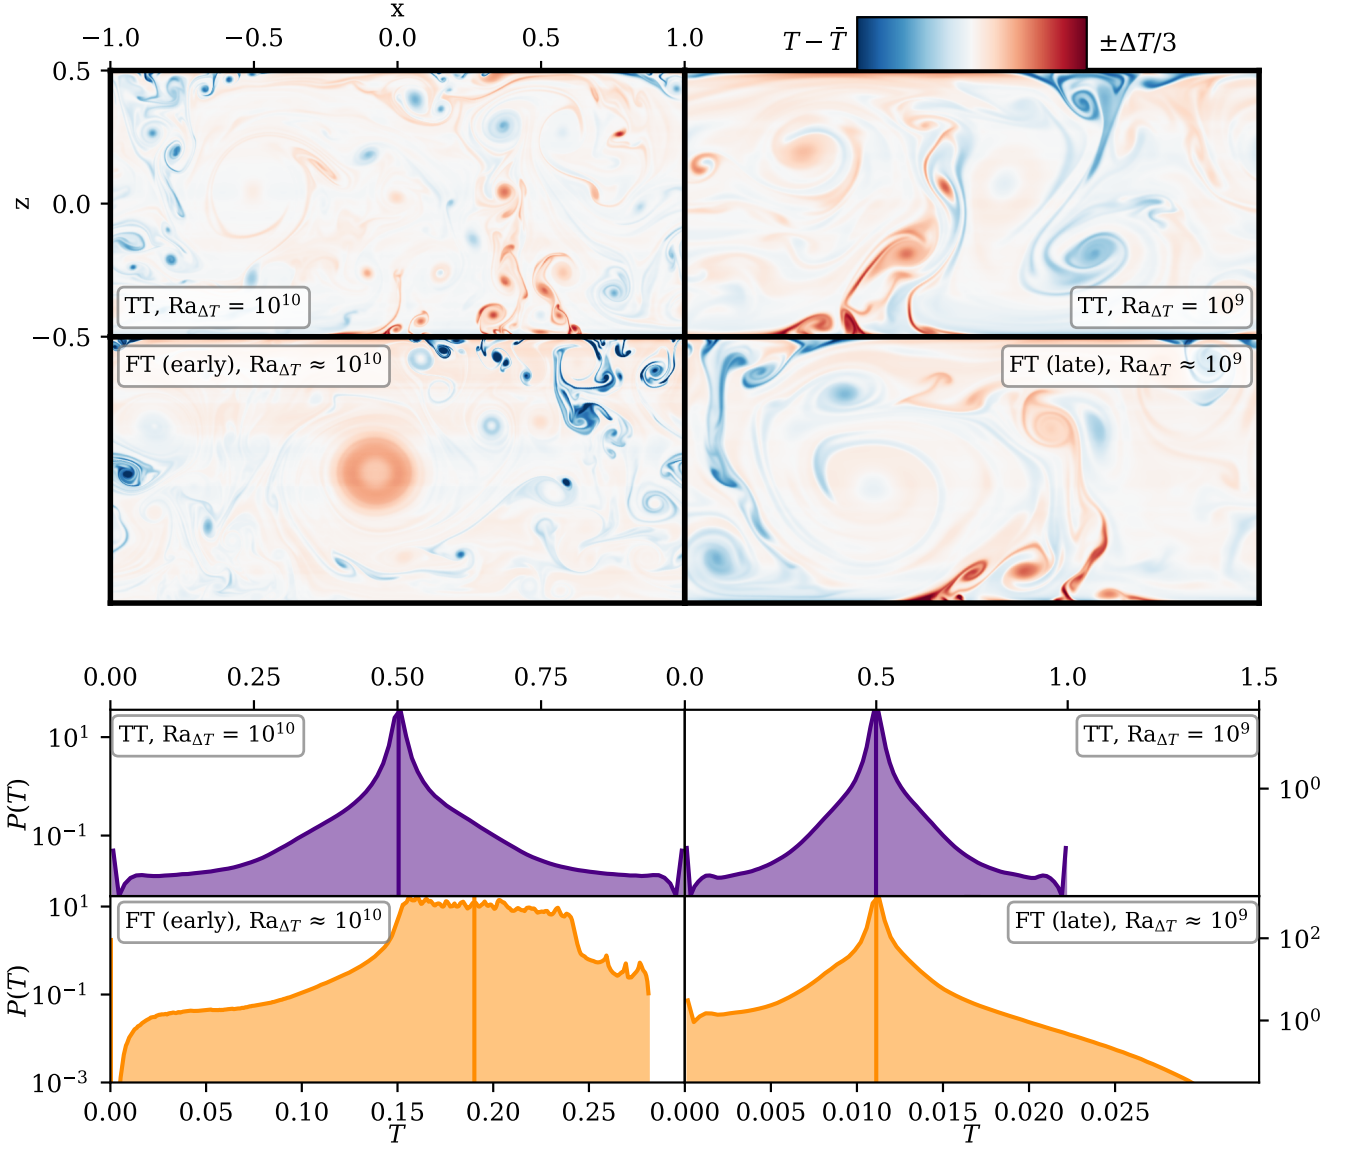 x
−1.0 −0.5 0.0 0.5 1.0
T − T̄ ±ΔT/3
0.5
z 0.0
−0.5
TT, Ra_ΔT = 10^10
TT, Ra_ΔT = 10^9
FT (early), Ra_ΔT ≈ 10^10
FT (late), Ra_ΔT ≈ 10^9
0.00 0.25 0.50 0.75 0.0 0.5 1.0 1.5
TT, Ra_ΔT = 10^10
TT, Ra_ΔT = 10^9
P(T) 10^1
10^−1
10^0
FT (early), Ra_ΔT ≈ 10^10
FT (late), Ra_ΔT ≈ 10^9
P(T) 10^1
10^−1
10^−3
10^2
10^0
0.00 0.05 0.10 0.15 0.20 0.25 0.000 0.005 0.010 0.015 0.020 0.025
T T